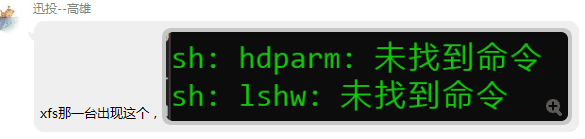 迅投--高雄
xfs那一台出现这个，
sh: hdparm: 未找到命令
sh: lshw: 未找到命令